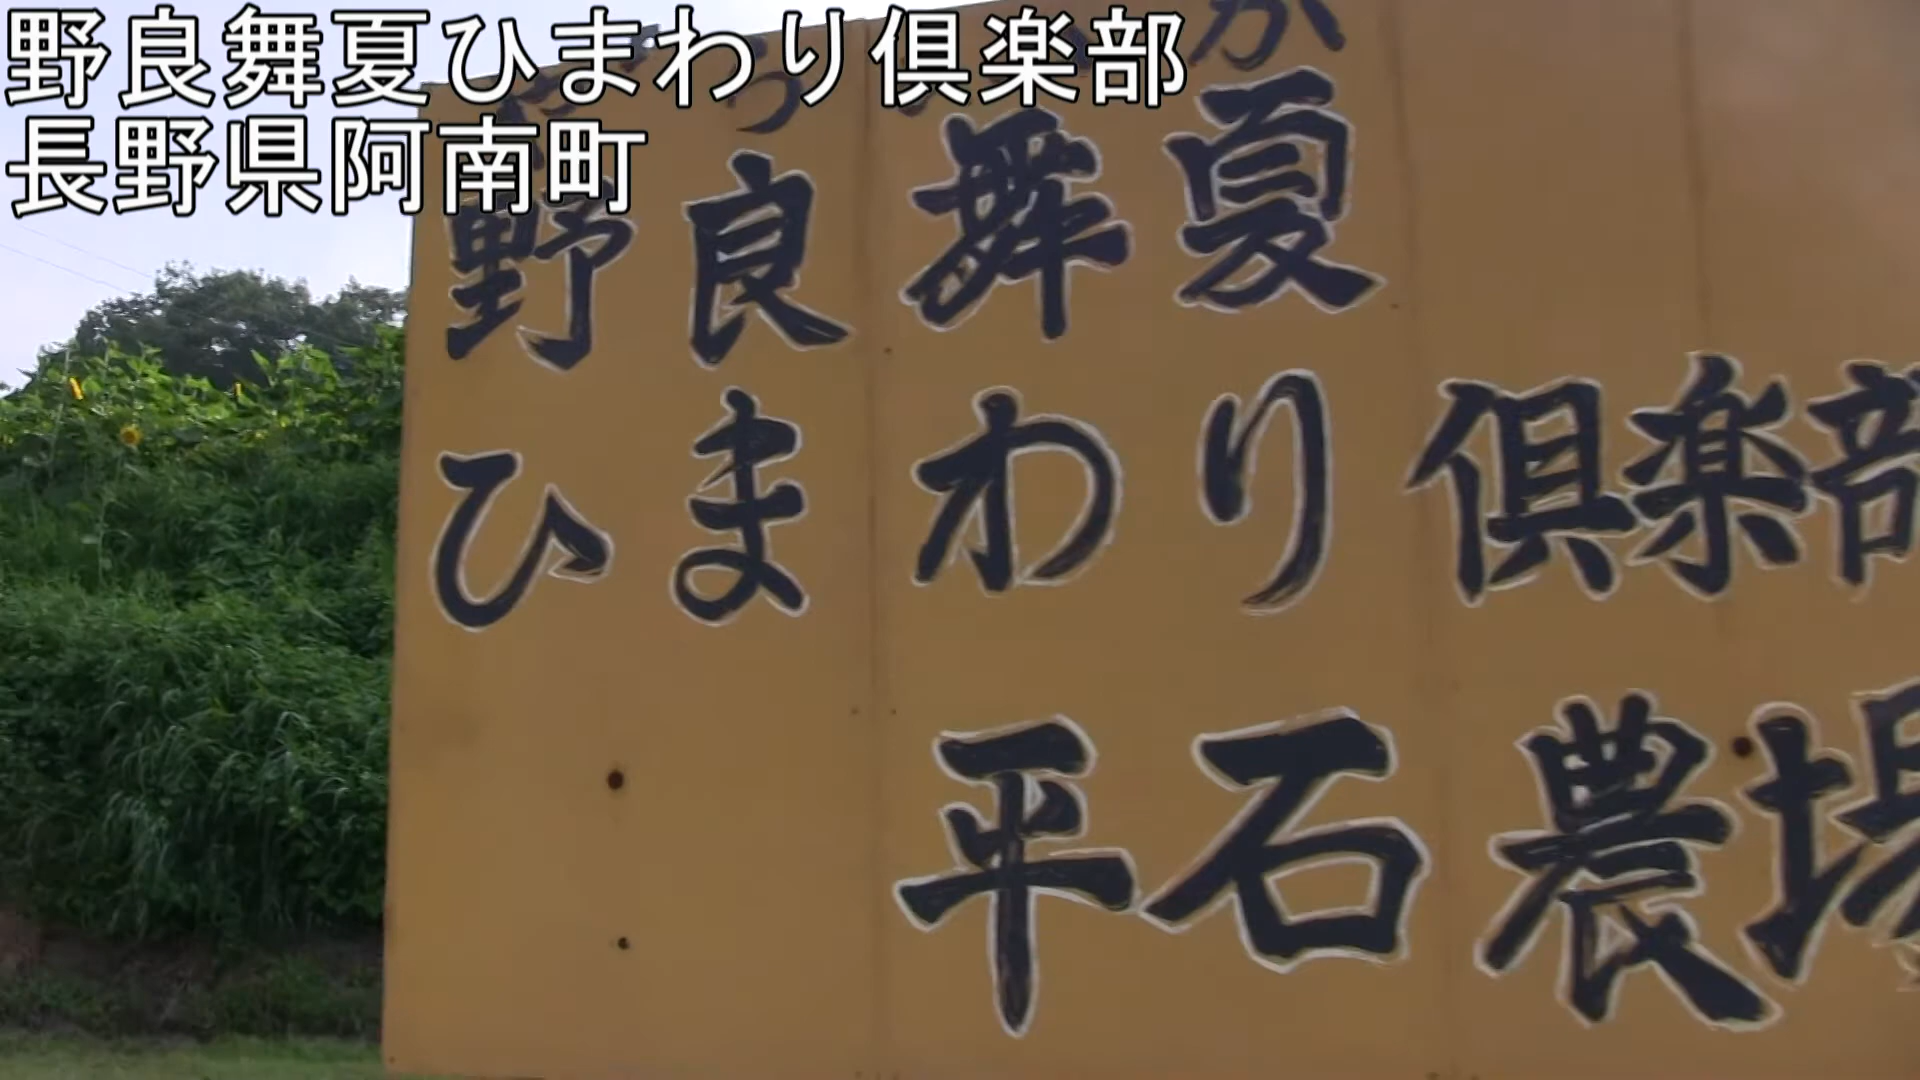 野良舞夏ひまわり倶楽部
長野県阿南町
か
野良舞夏
ひまわり倶楽部
平石農場